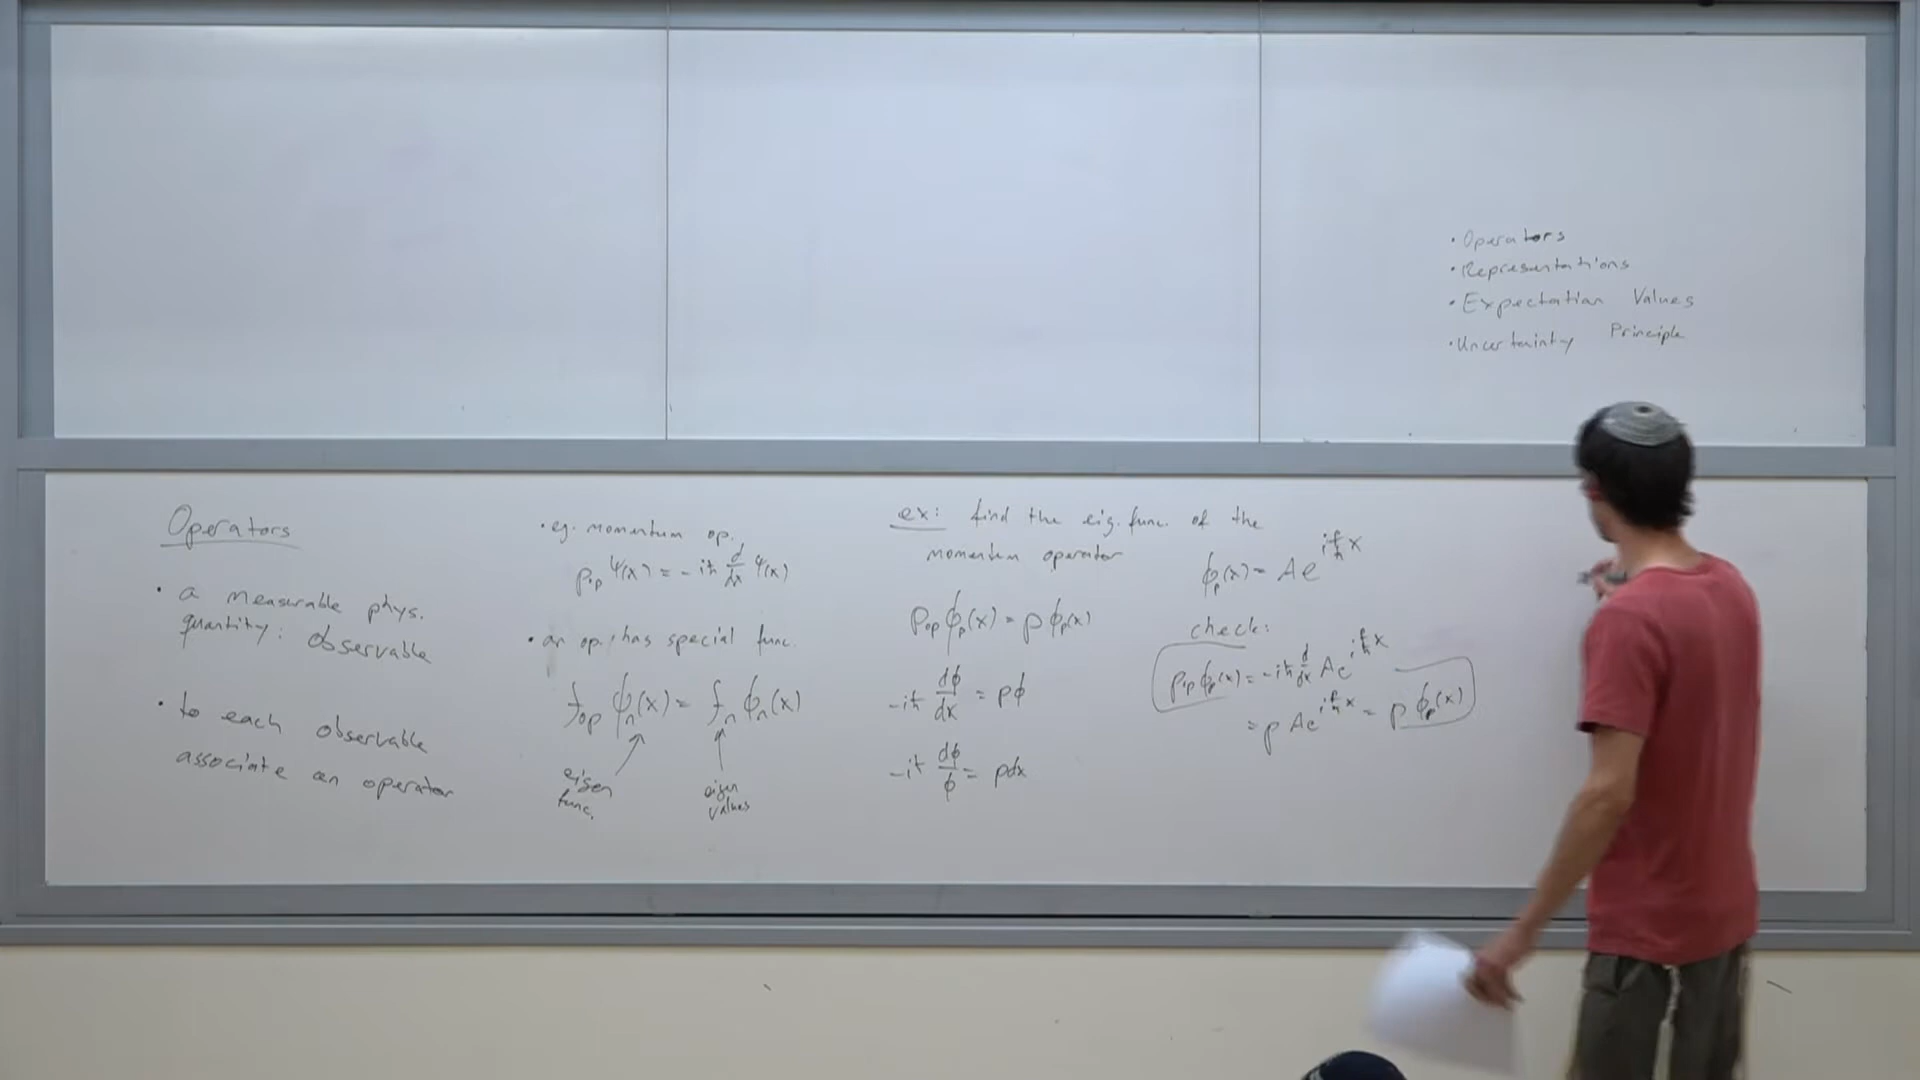 · Operators
· Representations
· Expectation Values
· Uncertainty Principle
Operators
· a measurable phys.
quantity: observable
· to each observable
associate an operator
· eg. momentum op.
p_op ψ(x) = -iħ d/dx ψ(x)
· an op. has special func.
f_op ϕ_n(x) = f_n ϕ_n(x)
eigen
func.
eigen
values
ex: find the eig. func. of the
momentum operator
p_op ϕ_p(x) = p ϕ_p(x)
-iħ dϕ/dx = pϕ
-iħ dϕ/ϕ = pdx
ϕ_p(x) = Ae^{i p/ħ x}
check:
p_op ϕ_p(x) = -iħ d/dx Ae^{i p/ħ x}
= p Ae^{i p/ħ x} = p ϕ_p(x)